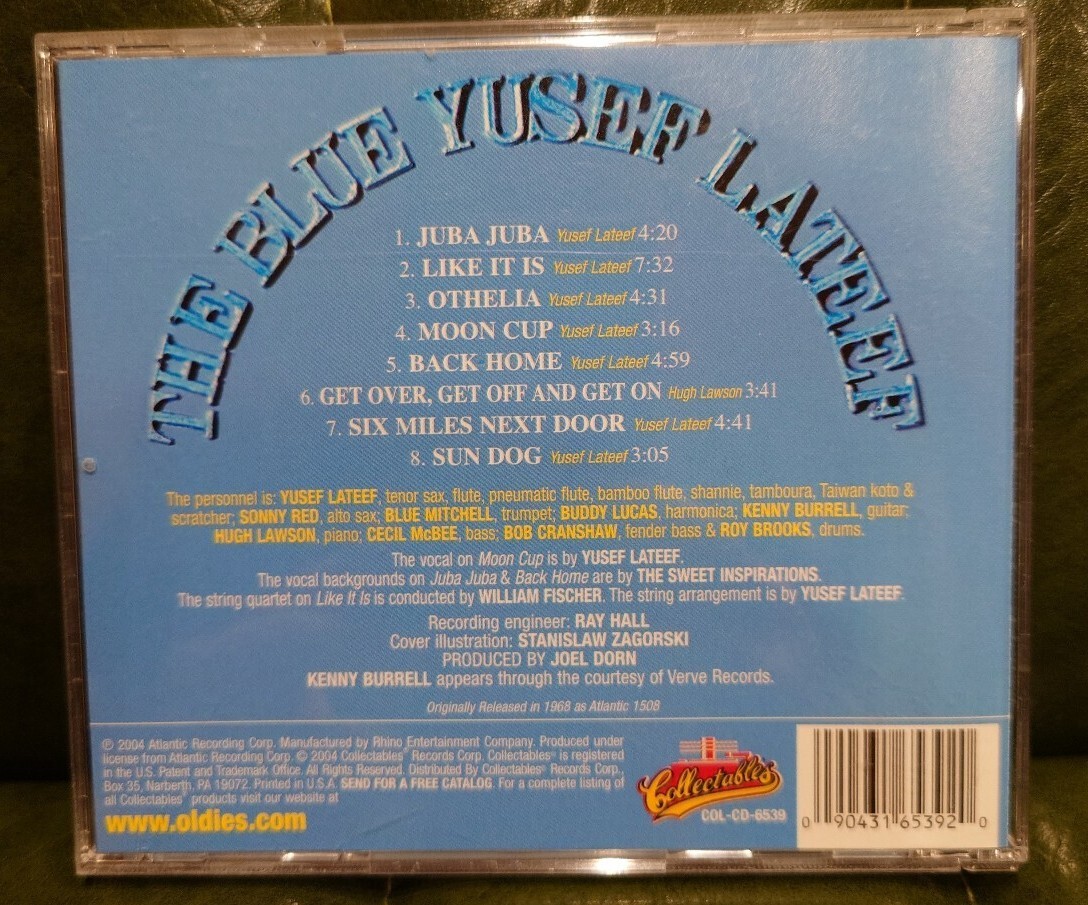 THE BLUE YUSEF LATEEF
1. JUBA JUBA Yusef Lateef 4:20
2. LIKE IT IS Yusef Lateef 7:32
3. OTHELIA Yusef Lateef 4:31
4. MOON CUP Yusef Lateef 3:16
5. BACK HOME Yusef Lateef 4:59
6. GET OVER, GET OFF AND GET ON Hugh Lawson 3:41
7. SIX MILES NEXT DOOR Yusef Lateef 4:41
8. SUN DOG Yusef Lateef 3:05
The personnel is: YUSEF LATEEF, tenor sax, flute, pneumatic flute, bamboo flute, shannie, tamboura, Taiwan koto &
scratcher; SONNY RED, alto sax; BLUE MITCHELL, trumpet; BUDDY LUCAS, harmonica; KENNY BURRELL, guitar;
HUGH LAWSON, piano; CECIL McBEE, bass; BOB CRANSHAW, fender bass & ROY BROOKS, drums.
The vocal on Moon Cup is by YUSEF LATEEF.
The vocal backgrounds on Juba Juba & Back Home are by THE SWEET INSPIRATIONS.
The string quartet on Like It Is is conducted by WILLIAM FISCHER. The string arrangement is by YUSEF LATEEF.
Recording engineer: RAY HALL
Cover illustration: STANISLAW ZAGORSKI
PRODUCED BY JOEL DORN
KENNY BURRELL appears through the courtesy of Verve Records.
Originally Released in 1968 as Atlantic 1508
℗ 2004 Atlantic Recording Corp. Manufactured by Rhino Entertainment Company. Produced under
license from Atlantic Recording Corp. © 2004 Collectables® Records Corp. Collectables® is registered
in the U.S. Patent and Trademark Office. All Rights Reserved. Distributed By Collectables® Records Corp.,
Box 35, Narberth, PA 19072. Printed in U.S.A. SEND FOR A FREE CATALOG. For a complete listing of
all Collectables® products visit our website at
www.oldies.com
Collectables
COL-CD-6539
0 90431 65392 0